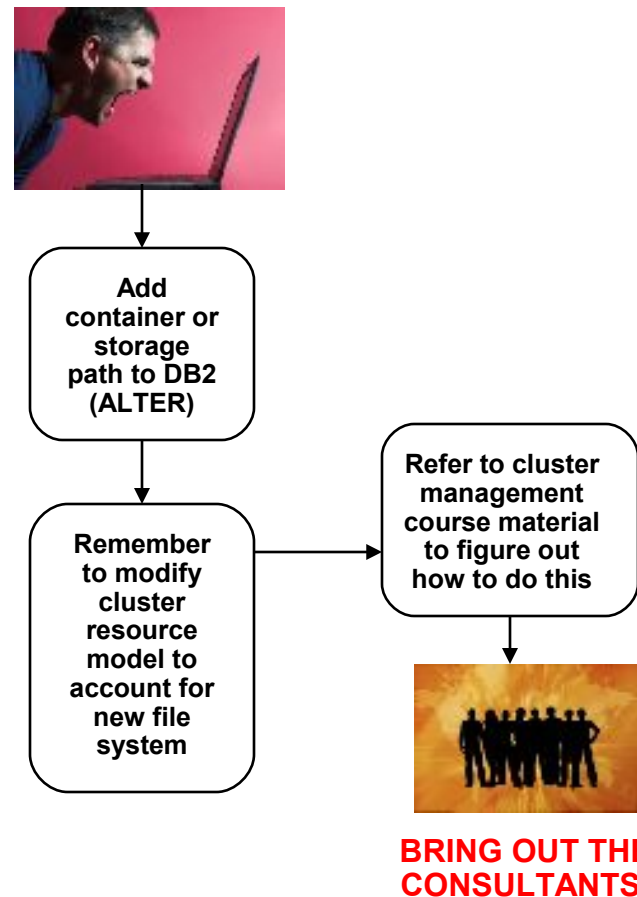 Add
container or
storage
path to DB2
(ALTER)
Remember
to modify
cluster
resource
model to
account for
new file
system
Refer to cluster
management
course material
to figure out
how to do this
BRING OUT THE
CONSULTANTS